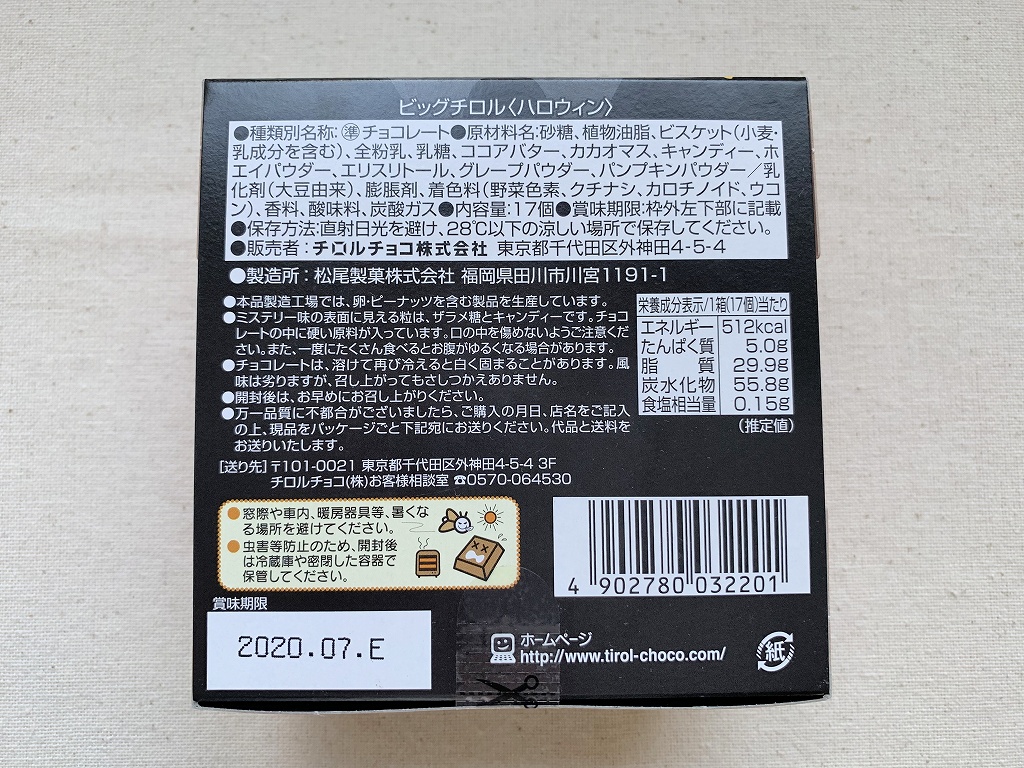 ビッグチロル〈ハロウィン〉
●種類別名称:㊜チョコレート●原材料名:砂糖、植物油脂、ビスケット(小麦・
乳成分を含む)、全粉乳、乳糖、ココアバター、カカオマス、キャンディー、ホ
エイパウダー、エリスリトール、グレープパウダー、パンプキンパウダー/乳
化剤(大豆由来)、膨脹剤、着色料(野菜色素、クチナシ、カロチノイド、ウコ
ン)、香料、酸味料、炭酸ガス●内容量:17個●賞味期限:枠外左下部に記載
●保存方法:直射日光を避け、28℃以下の涼しい場所で保存してください。
●販売者:チロルチョコ株式会社 東京都千代田区外神田4-5-4
●製造所:松尾製菓株式会社 福岡県田川市川宮1191-1
●本品製造工場では、卵・ピーナッツを含む製品を生産しています。
●ミステリー味の表面に見える粒は、ザラメ糖とキャンディーです。チョコ
レートの中に硬い原料が入っています。口の中を傷めないようご注意くだ
さい。また、一度にたくさん食べるとお腹がゆるくなる場合があります。
●チョコレートは、溶けて再び冷えると白く固まることがあります。風
味は劣りますが、召し上がってもさしつかえありません。
●開封後は、お早めにお召し上がりください。
●万一品質に不都合がございましたら、ご購入の月日、店名をご記入
の上、現品をパッケージごと下記宛にお送りください。代品と送料を
お送りいたします。
[送り先]〒101-0021 東京都千代田区外神田4-5-4 3F
チロルチョコ(株)お客様相談室 ☎0570-064530
栄養成分表示/1箱(17個)当たり
エネルギー 512kcal
たんぱく質 5.0g
脂質 29.9g
炭水化物 55.8g
食塩相当量 0.15g
(推定値)
●窓際や車内、暖房器具等、暑くな
る場所を避けてください。
●虫害等防止のため、開封後
は冷蔵庫や密閉した容器で
保管してください。
4 902780 032201
賞味期限
2020.07.E
ホームページ
http://www.tirol-choco.com/
紙